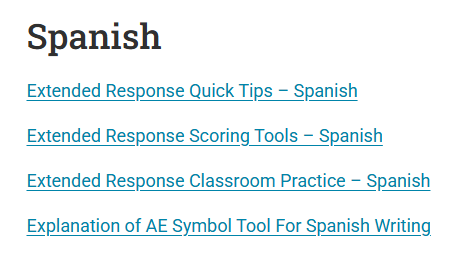 Spanish
Extended Response Quick Tips – Spanish
Extended Response Scoring Tools – Spanish
Extended Response Classroom Practice – Spanish
Explanation of AE Symbol Tool For Spanish Writing